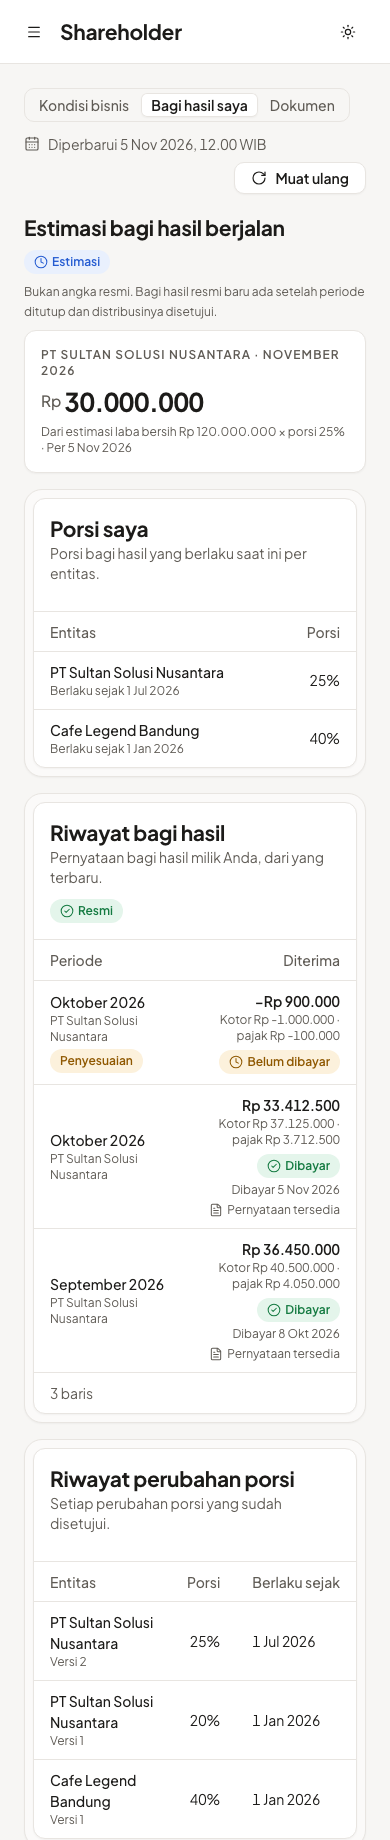 Shareholder
Kondisi bisnis Bagi hasil saya Dokumen
Diperbarui 5 Nov 2026, 12.00 WIB
Muat ulang
Estimasi bagi hasil berjalan
Estimasi
Bukan angka resmi. Bagi hasil resmi baru ada setelah periode
ditutup dan distribusinya disetujui.
PT SULTAN SOLUSI NUSANTARA · NOVEMBER
2026
Rp 30.000.000
Dari estimasi laba bersih Rp 120.000.000 × porsi 25%
· Per 5 Nov 2026
Porsi saya
Porsi bagi hasil yang berlaku saat ini per
entitas.
Entitas Porsi
PT Sultan Solusi Nusantara
Berlaku sejak 1 Jul 2026
25%
Cafe Legend Bandung
Berlaku sejak 1 Jan 2026
40%
Riwayat bagi hasil
Pernyataan bagi hasil milik Anda, dari yang
terbaru.
Resmi
Periode Diterima
Oktober 2026
PT Sultan Solusi
Nusantara
Penyesuaian
−Rp 900.000
Kotor Rp -1.000.000 ·
pajak Rp -100.000
Belum dibayar
Oktober 2026
PT Sultan Solusi
Nusantara
Rp 33.412.500
Kotor Rp 37.125.000 ·
pajak Rp 3.712.500
Dibayar
Dibayar 5 Nov 2026
Pernyataan tersedia
September 2026
PT Sultan Solusi
Nusantara
Rp 36.450.000
Kotor Rp 40.500.000 ·
pajak Rp 4.050.000
Dibayar
Dibayar 8 Okt 2026
Pernyataan tersedia
3 baris
Riwayat perubahan porsi
Setiap perubahan porsi yang sudah
disetujui.
Entitas Porsi Berlaku sejak
PT Sultan Solusi
Nusantara
Versi 2
25% 1 Jul 2026
PT Sultan Solusi
Nusantara
Versi 1
20% 1 Jan 2026
Cafe Legend
Bandung
Versi 1
40% 1 Jan 2026